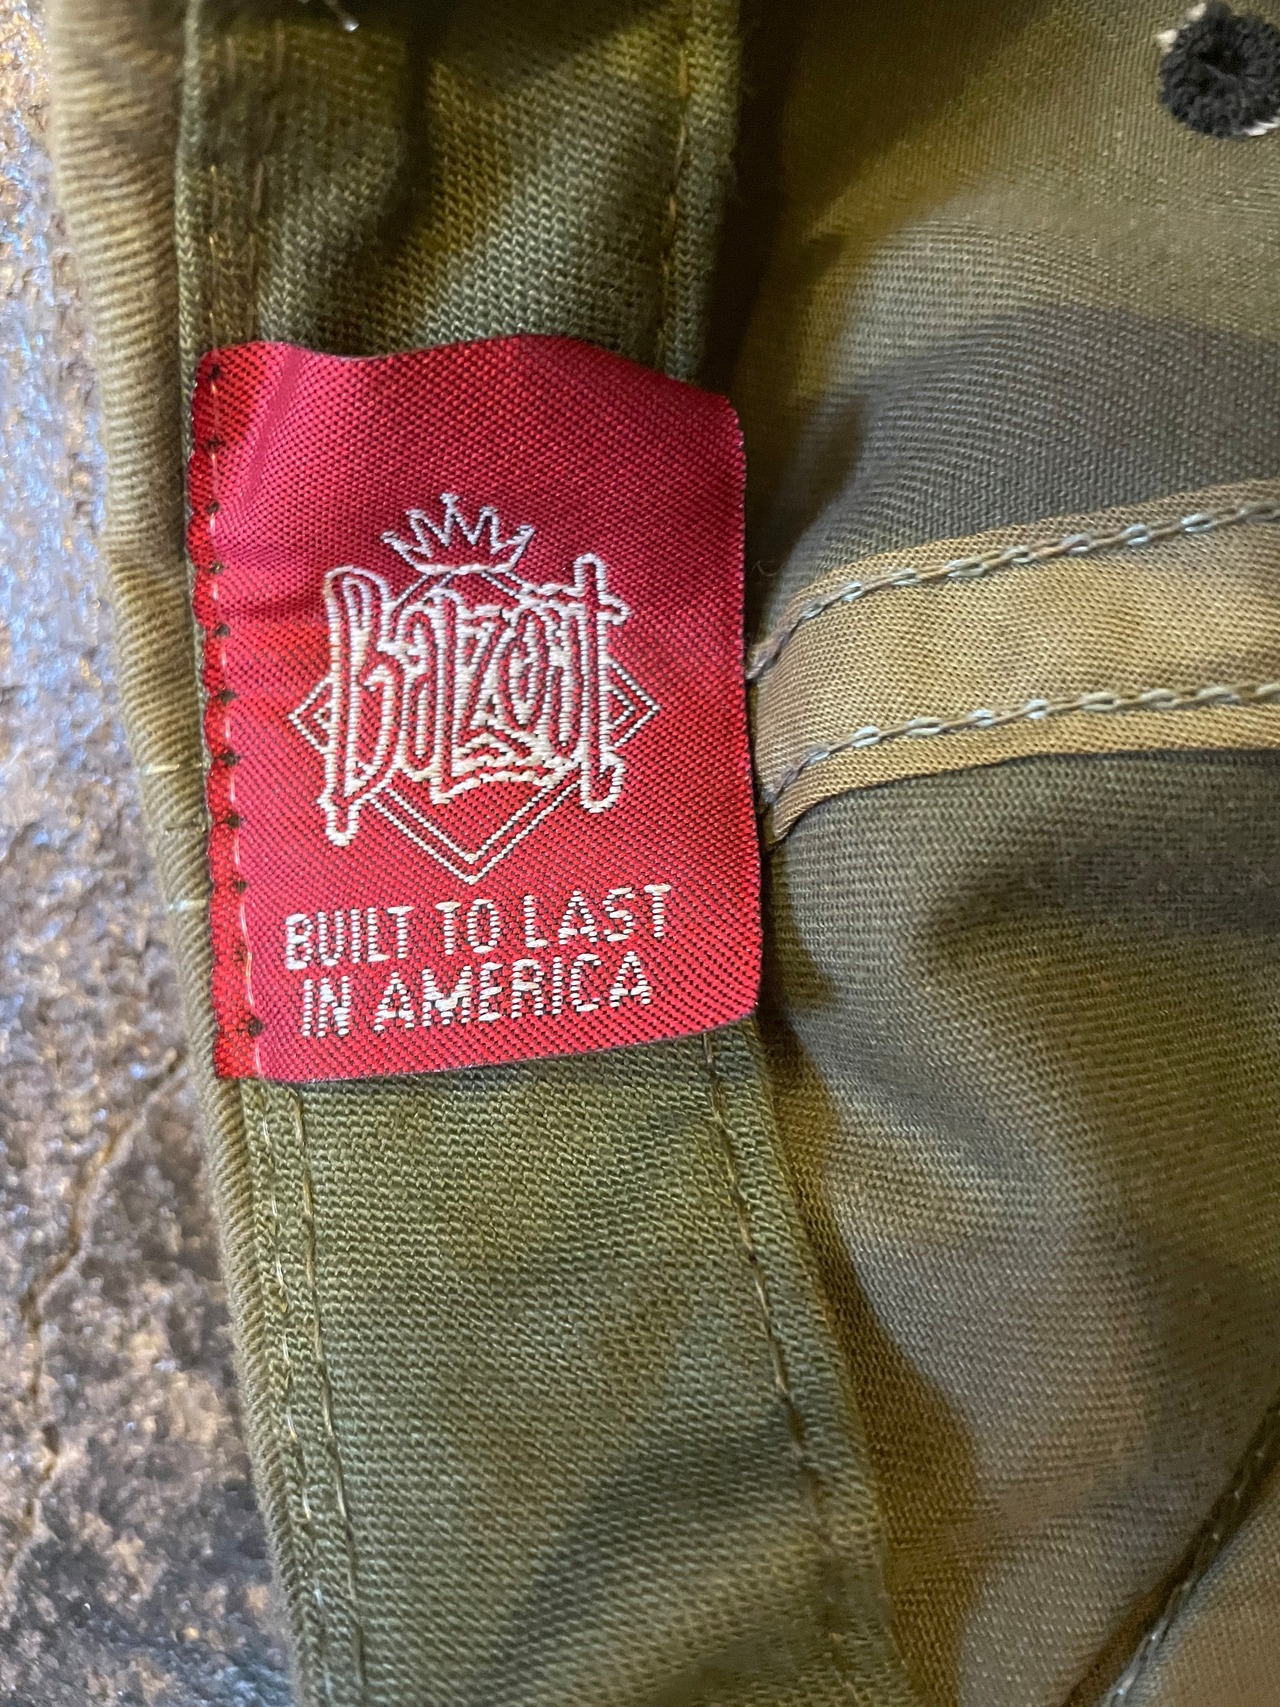 Balzout
BUILT TO LAST
IN AMERICA